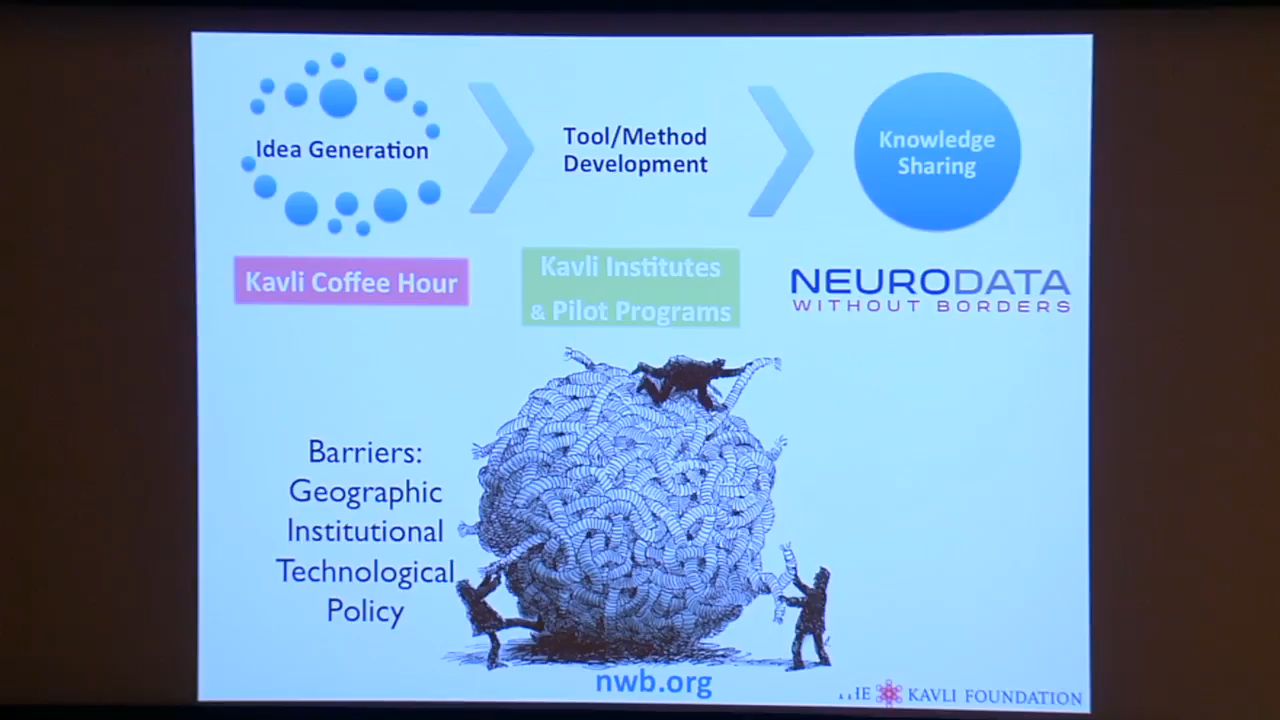 Idea Generation
Tool/Method
Development
Knowledge
Sharing
Kavli Coffee Hour
Kavli Institutes
& Pilot Programs
NEURODATA
WITHOUT BORDERS
Barriers:
Geographic
Institutional
Technological
Policy
nwb.org
THE KAVLI FOUNDATION